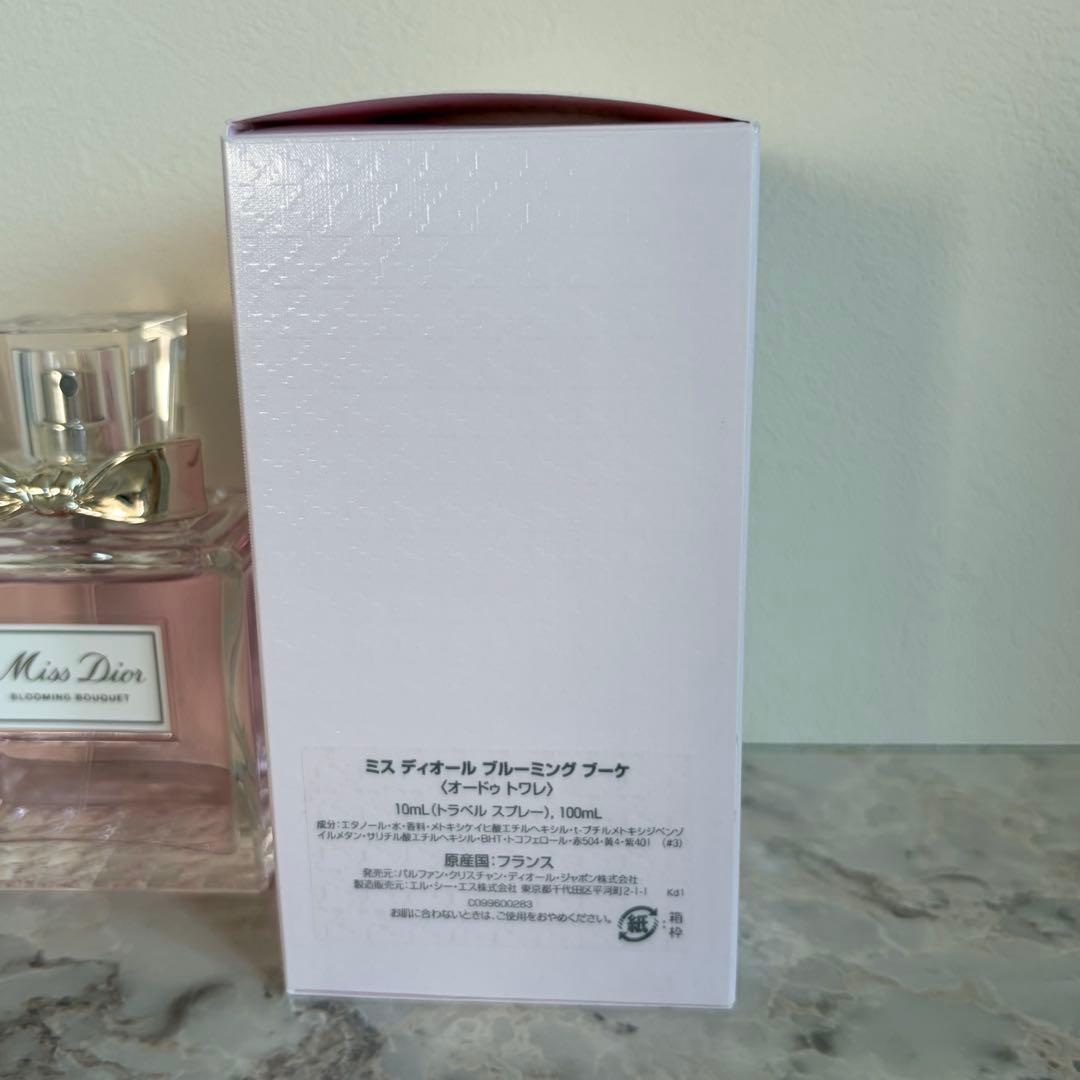 Miss Dior
BLOOMING BOUQUET
ミス ディオール ブルーミング ブーケ
〈オードゥ トワレ〉
10mL(トラベル スプレー), 100mL
成分:エタノール・水・香料・メトキシケイヒ酸エチルヘキシル・t-ブチルメトキシジベンゾ
イルメタン・サリチル酸エチルヘキシル・BHT・トコフェロール・赤504・黄4・紫401 (#3)
原産国:フランス
発売元:パルファン・クリスチャン・ディオール・ジャポン株式会社
製造販売元:エル・シー・エス株式会社 東京都千代田区平河町2-1-1 Kd1
C099600283
お肌に合わないときは、ご使用をおやめください。
紙:箱
枠